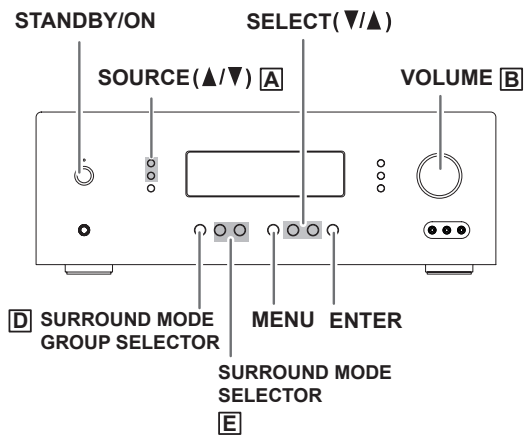 STANDBY/ON
SELECT(▼/▲)
SOURCE(▲/▼) A
VOLUME B
D SURROUND MODE
GROUP SELECTOR
MENU
ENTER
SURROUND MODE
SELECTOR
E